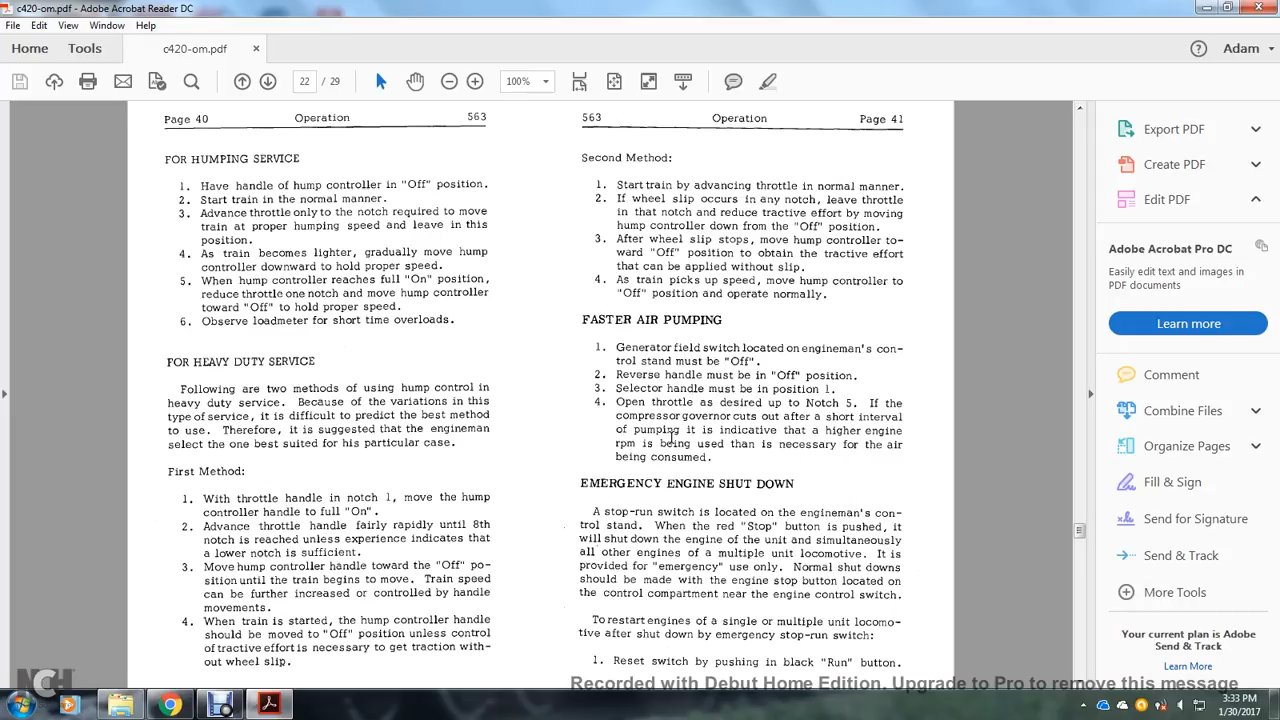 c420-om.pdf - Adobe Acrobat Reader DC
File Edit View Window Help
Home Tools c420-om.pdf × Adam
22 / 29 100%
Page 40 Operation 563
FOR HUMPING SERVICE
1. Have handle of hump controller in "Off" position.
2. Start train in the normal manner.
3. Advance throttle only to the notch required to move
train at proper humping speed and leave in this
position.
4. As train becomes lighter, gradually move hump
controller downward to hold proper speed.
5. When hump controller reaches full "On" position,
reduce throttle one notch and move hump controller
toward "Off" to hold proper speed.
6. Observe loadmeter for short time overloads.
FOR HEAVY DUTY SERVICE
Following are two methods of using hump control in
heavy duty service. Because of the variations in this
type of service, it is difficult to predict the best method
to use. Therefore, it is suggested that the engineman
select the one best suited for his particular case.
First Method:
1. With throttle handle in notch 1, move the hump
controller handle to full "On".
2. Advance throttle handle fairly rapidly until 8th
notch is reached unless experience indicates that
a lower notch is sufficient.
3. Move hump controller handle toward the "Off" po-
sition until the train begins to move. Train speed
can be further increased or controlled by handle
movements.
4. When train is started, the hump controller handle
should be moved to "Off" position unless control
of tractive effort is necessary to get traction with-
out wheel slip.
563 Operation Page 41
Second Method:
1. Start train by advancing throttle in normal manner.
2. If wheel slip occurs in any notch, leave throttle
in that notch and reduce tractive effort by moving
hump controller down from the "Off" position.
3. After wheel slip stops, move hump controller to-
ward "Off" position to obtain the tractive effort
that can be applied without slip.
4. As train picks up speed, move hump controller to
"Off" position and operate normally.
FASTER AIR PUMPING
1. Generator field switch located on engineman's con-
trol stand must be "Off".
2. Reverse handle must be in "Off" position.
3. Selector handle must be in position 1.
4. Open throttle as desired up to Notch 5. If the
compressor governor cuts out after a short interval
of pumping it is indicative that a higher engine
rpm is being used than is necessary for the air
being consumed.
EMERGENCY ENGINE SHUT DOWN
A stop-run switch is located on the engineman's con-
trol stand. When the red "Stop" button is pushed, it
will shut down the engine of the unit and simultaneously
all other engines of a multiple unit locomotive. It is
provided for "emergency" use only. Normal shut downs
should be made with the engine stop button located on
the control compartment near the engine control switch.
To restart engines of a single or multiple unit locomo-
tive after shut down by emergency stop-run switch:
1. Reset switch by pushing in black "Run" button.
Export PDF
Create PDF
Edit PDF
Adobe Acrobat Pro DC
Easily edit text and images in
PDF documents
Learn more
Comment
Combine Files
Organize Pages
Fill & Sign
Send for Signature
Send & Track
More Tools
Your current plan is Adobe
Send & Track
Learn More
NCH
Recorded with Debut Home Edition. Upgrade to Pro to remove this message
3:33 PM
1/30/2017